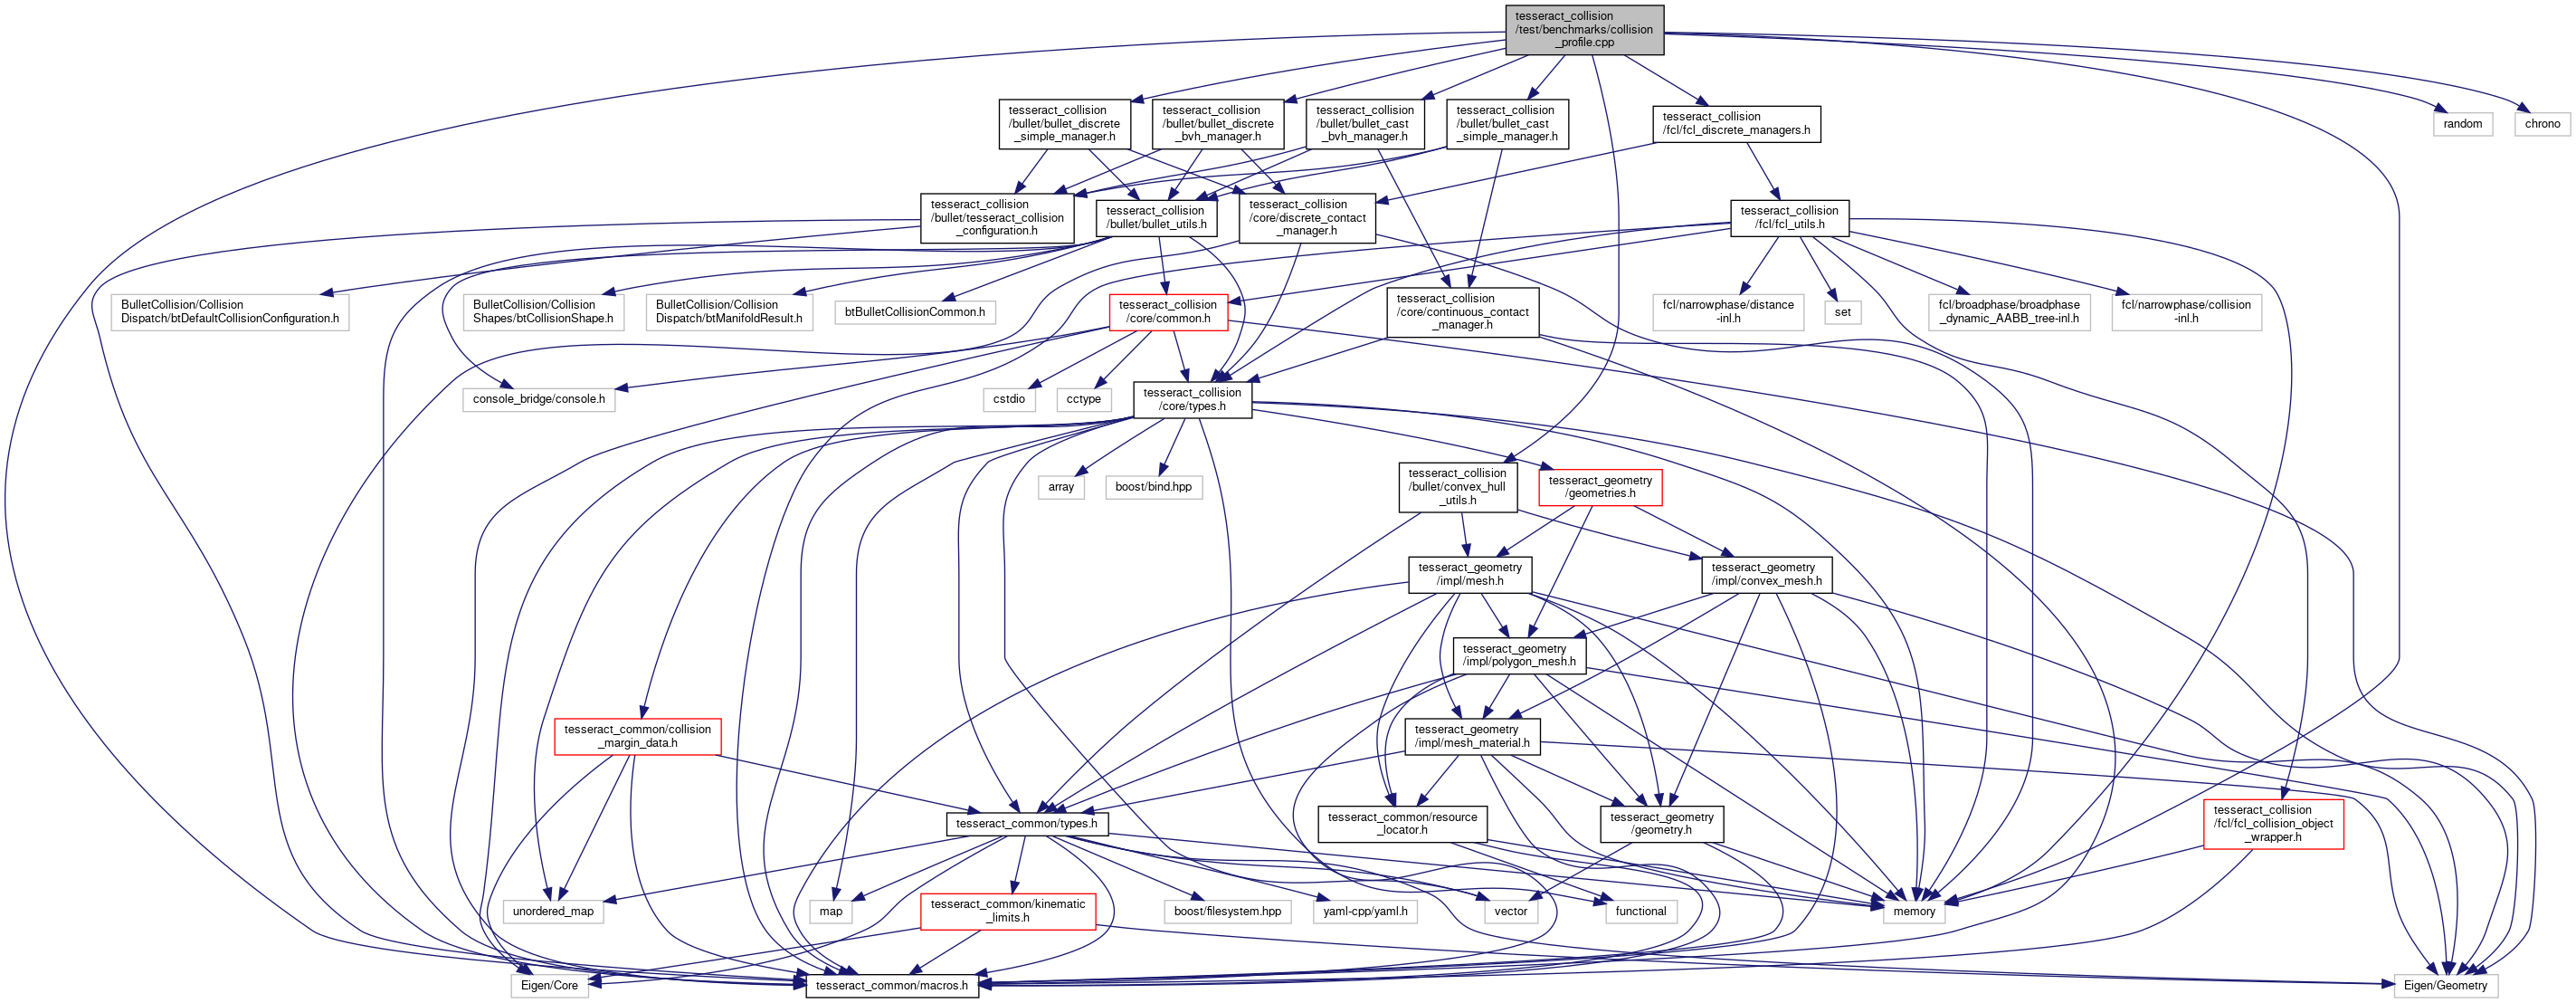 tesseract_collision
/test/benchmarks/collision
_profile.cpp
tesseract_collision
/bullet/bullet_discrete
_simple_manager.h
tesseract_collision
/bullet/bullet_discrete
_bvh_manager.h
tesseract_collision
/bullet/bullet_cast
_bvh_manager.h
tesseract_collision
/bullet/bullet_cast
_simple_manager.h
tesseract_collision
/fcl/fcl_discrete_managers.h
random
chrono
tesseract_collision
/bullet/tesseract_collision
_configuration.h
tesseract_collision
/bullet/bullet_utils.h
tesseract_collision
/core/discrete_contact
_manager.h
tesseract_collision
/fcl/fcl_utils.h
BulletCollision/Collision
Dispatch/btDefaultCollisionConfiguration.h
BulletCollision/Collision
Shapes/btCollisionShape.h
BulletCollision/Collision
Dispatch/btManifoldResult.h
btBulletCollisionCommon.h
tesseract_collision
/core/common.h
tesseract_collision
/core/continuous_contact
_manager.h
fcl/narrowphase/distance
-inl.h
set
fcl/broadphase/broadphase
_dynamic_AABB_tree-inl.h
fcl/narrowphase/collision
-inl.h
console_bridge/console.h
cstdio
cctype
tesseract_collision
/core/types.h
array
boost/bind.hpp
tesseract_collision
/bullet/convex_hull
_utils.h
tesseract_geometry
/geometries.h
tesseract_geometry
/impl/mesh.h
tesseract_geometry
/impl/convex_mesh.h
tesseract_geometry
/impl/polygon_mesh.h
tesseract_common/collision
_margin_data.h
tesseract_geometry
/impl/mesh_material.h
tesseract_common/types.h
tesseract_common/resource
_locator.h
tesseract_geometry
/geometry.h
tesseract_collision
/fcl/fcl_collision_object
_wrapper.h
unordered_map
map
tesseract_common/kinematic
_limits.h
boost/filesystem.hpp
yaml-cpp/yaml.h
vector
functional
memory
Eigen/Core
tesseract_common/macros.h
Eigen/Geometry